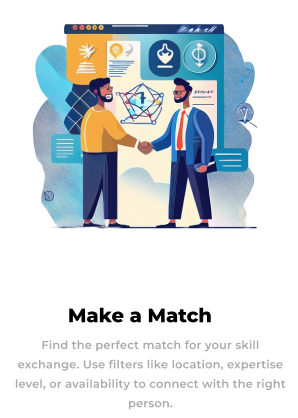 Make a Match
Find the perfect match for your skill
exchange. Use filters like location, expertise
level, or availability to connect with the right
person.